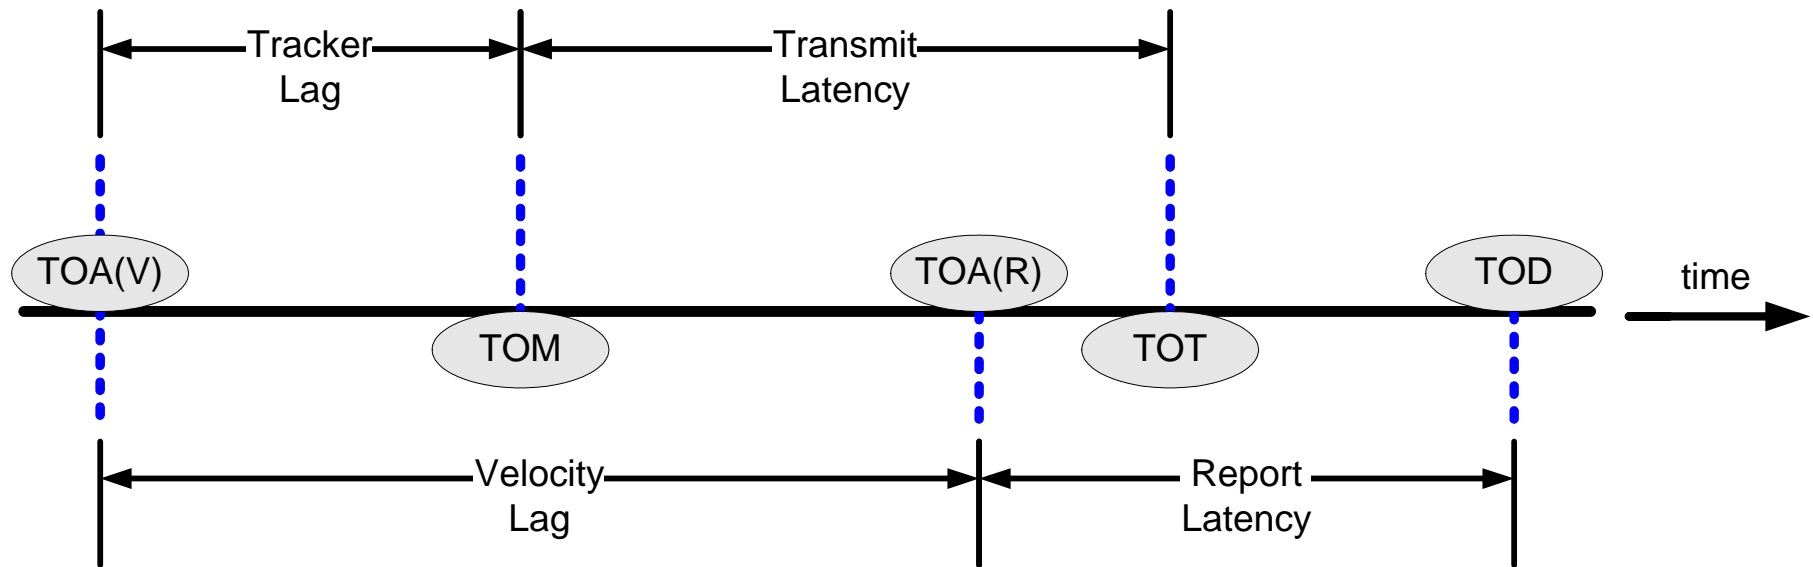 Tracker
Lag
Transmit
Latency
TOA(V)
TOA(R)
TOD
time
TOM
TOT
Velocity
Lag
Report
Latency